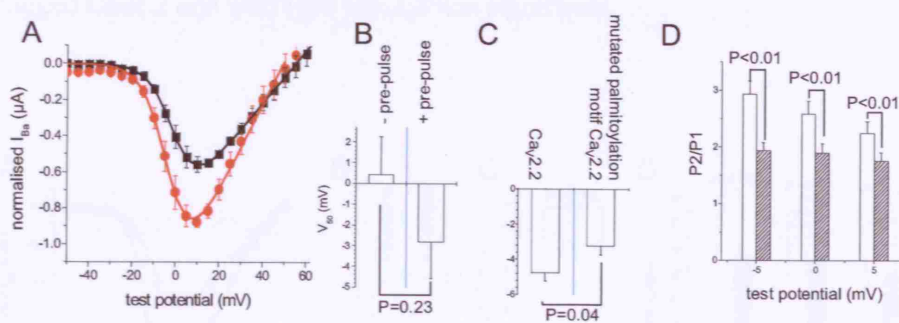 A
normalised I_Ba (µA)
0.0
-0.2
-0.4
-0.6
-0.8
-1.0
-40 -20 0 20 40 60
test potential (mV)
B
- pre-pulse
+ pre-pulse
V_50 (mV)
2
1
0
-1
-2
-3
-4
-5
P=0.23
C
Ca_V2.2
mutated palmitoylation
motif Ca_V2.2
0
-2
-4
-6
P=0.04
D
P<0.01
P<0.01
P<0.01
P2/P1
3
2
1
0
-5 0 5
test potential (mV)